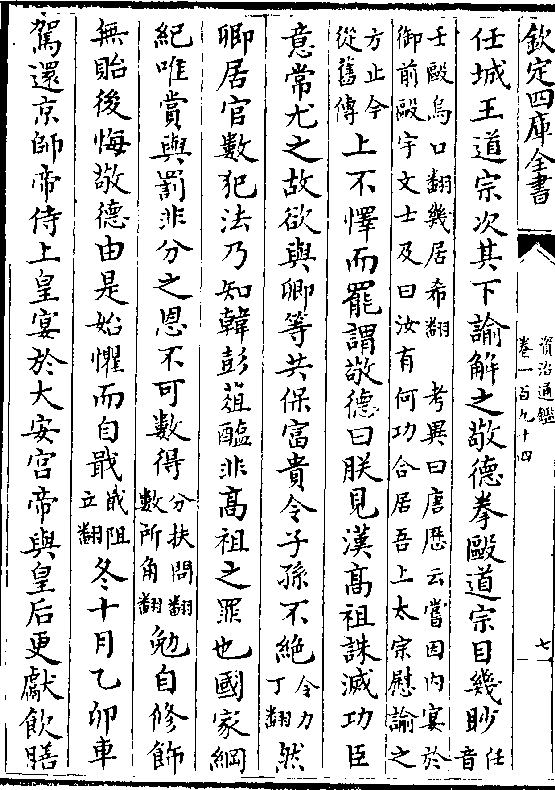 欽定四庫全書
資治通鑑
卷一百九十四
七
任城王道宗次其下諭解之敬德拳毆道宗目幾眇任音
壬毆烏口翻幾居希翻　考異曰唐歷云嘗因内宴於
御前毆宇文士及曰汝有何功合居吾上太宗慰諭之
方止今
從舊傳
上不懌而罷謂敬德曰朕見漢髙祖誅滅功臣
意常尤之故欲與卿等共保富貴令子孫不絶令力丁翻然
卿居官數犯法乃知韓彭葅醢非髙祖之罪也國家綱
紀唯賞與罰非分之恩不可數得分扶問翻數所角翻勉自修飾
無貽後悔敬德由是始懼而自戢戢阻立翻冬十月乙卯車
駕還京師帝侍上皇宴於大安宮帝與皇后更獻飲膳